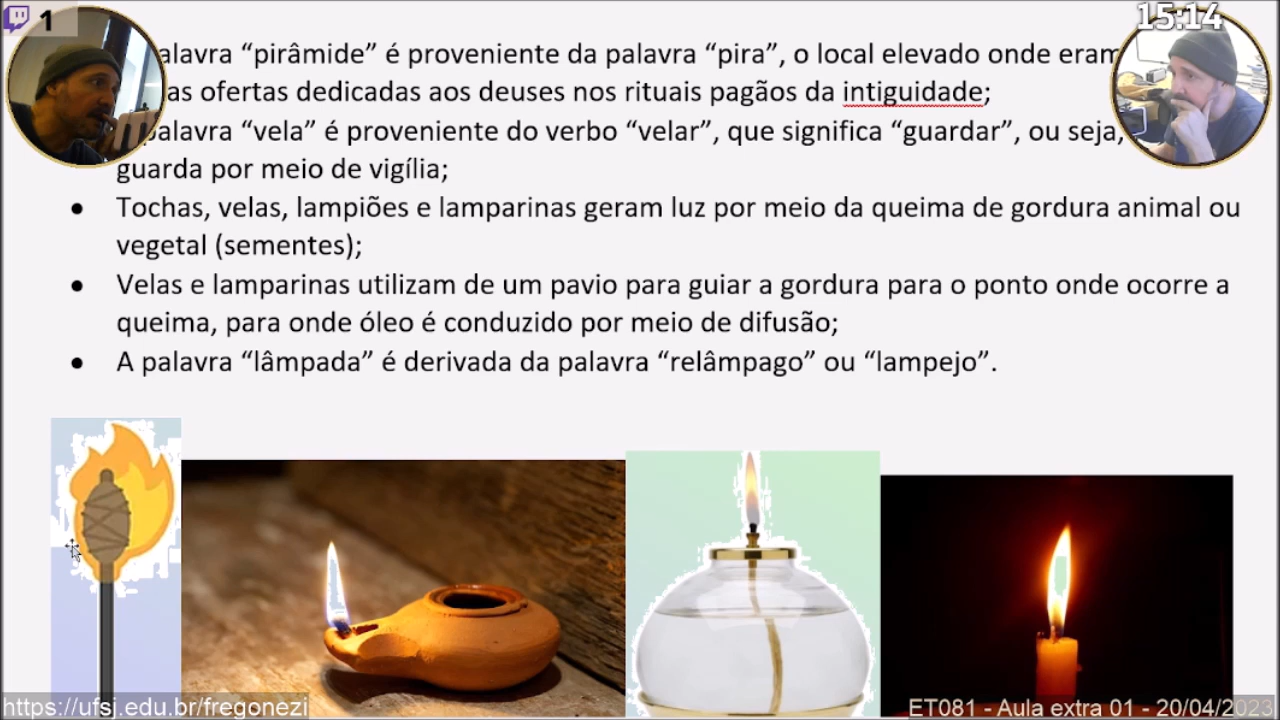 1
15:14
alavra “pirâmide” é proveniente da palavra “pira”, o local elevado onde eram
as ofertas dedicadas aos deuses nos rituais pagãos da intiguidade;
palavra “vela” é proveniente do verbo “velar”, que significa “guardar”, ou seja,
guarda por meio de vigília;
• Tochas, velas, lampiões e lamparinas geram luz por meio da queima de gordura animal ou
vegetal (sementes);
• Velas e lamparinas utilizam de um pavio para guiar a gordura para o ponto onde ocorre a
queima, para onde óleo é conduzido por meio de difusão;
• A palavra “lâmpada” é derivada da palavra “relâmpago” ou “lampejo”.
https://ufsj.edu.br/fregonezi
ET081 - Aula extra 01 - 20/04/2023